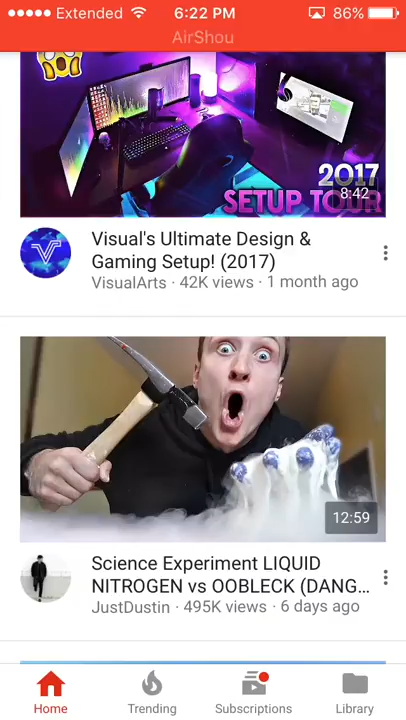 Extended 6:22 PM 86%
AirShou
2017
SETUP TOUR
8:42
Visual's Ultimate Design &
Gaming Setup! (2017)
VisualArts · 42K views · 1 month ago
12:59
Science Experiment LIQUID
NITROGEN vs OOBLECK (DANG...
JustDustin · 495K views · 6 days ago
Home Trending Subscriptions Library